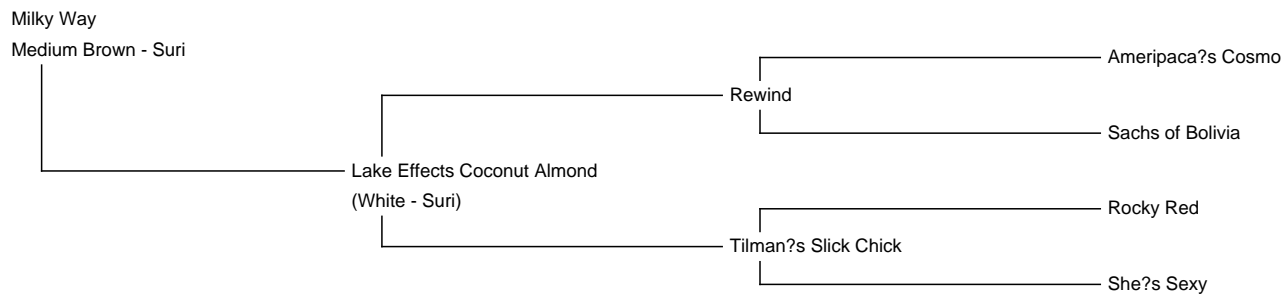 Milky Way
Medium Brown - Suri
Ameripaca?s Cosmo
Rewind
Sachs of Bolivia
Lake Effects Coconut Almond
(White - Suri)
Rocky Red
Tilman?s Slick Chick
She?s Sexy